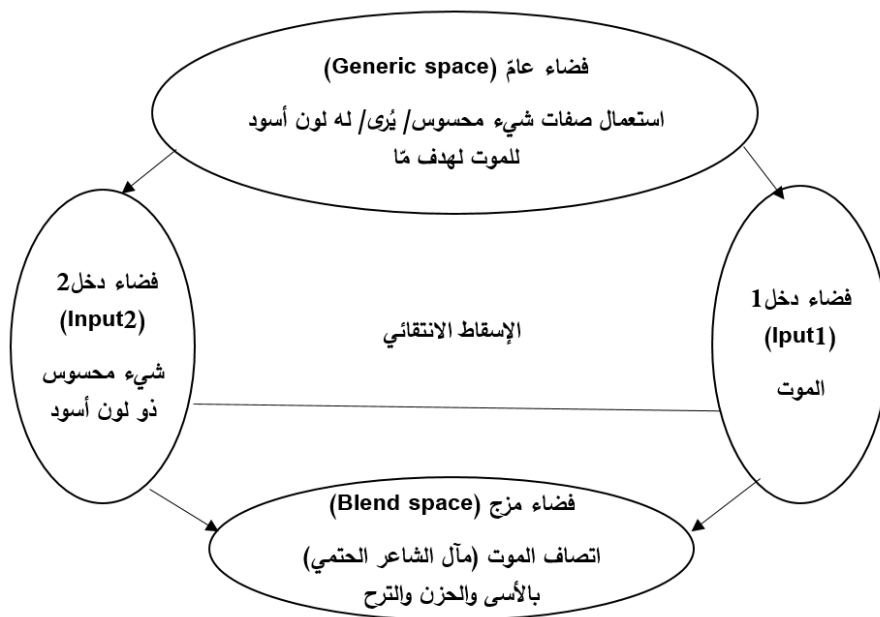 فضاء عامّ (Generic space)
استعمال صفات شيء محسوس/ يُرى/ له لون أسود
للموت لهدف مّا
فضاء دخل1
(Iput1)
الموت
فضاء دخل2
(Input2)
شيء محسوس
ذو لون أسود
الإسقاط الانتقائي
فضاء مزج (Blend space)
اتصاف الموت (مآل الشاعر الحتمي)
بالأسى والحزن والترح